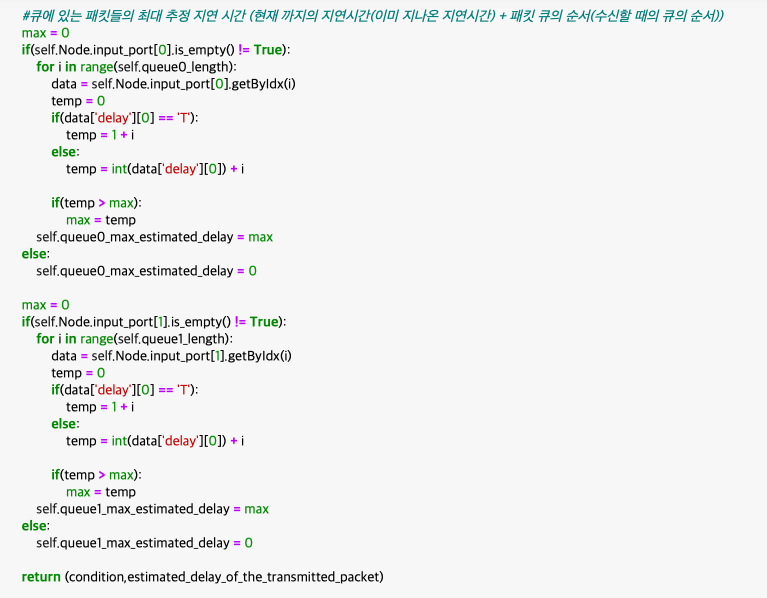 #큐에 있는 패킷들의 최대 추정 지연 시간 (현재 까지의 지연시간(이미 지나온 지연시간) + 패킷 큐의 순서(수신할 때의 큐의 순서))
max = 0
if(self.Node.input_port[0].is_empty() != True):
    for i in range(self.queue0_length):
        data = self.Node.input_port[0].getByIdx(i)
        temp = 0
        if(data['delay'][0] == 'T'):
            temp = 1 + i
        else:
            temp = int(data['delay'][0]) + i

        if(temp > max):
            max = temp
    self.queue0_max_estimated_delay = max
else:
    self.queue0_max_estimated_delay = 0

max = 0
if(self.Node.input_port[1].is_empty() != True):
    for i in range(self.queue1_length):
        data = self.Node.input_port[1].getByIdx(i)
        temp = 0
        if(data['delay'][0] == 'T'):
            temp = 1 + i
        else:
            temp = int(data['delay'][0]) + i

        if(temp > max):
            max = temp
    self.queue1_max_estimated_delay = max
else:
    self.queue1_max_estimated_delay = 0

return (condition,estimated_delay_of_the_transmitted_packet)